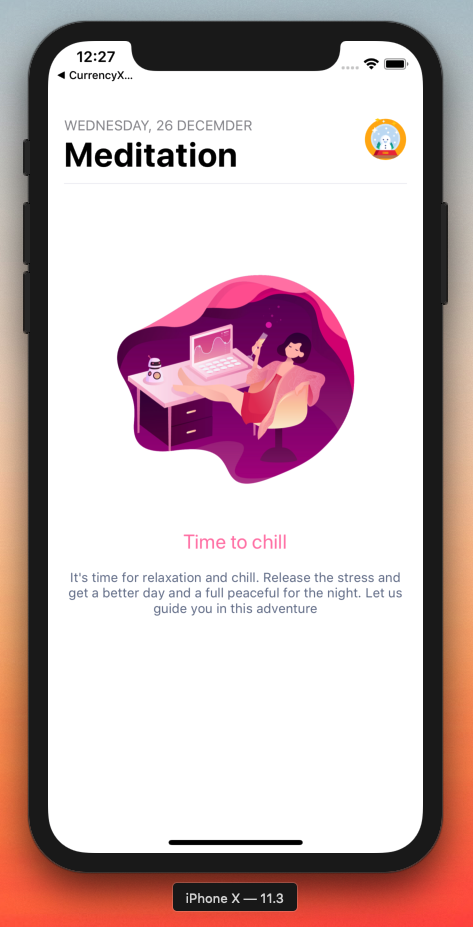 12:27
◀ CurrencyX...
WEDNESDAY, 26 DECEMDER
Meditation
Time to chill
It's time for relaxation and chill. Release the stress and
get a better day and a full peaceful for the night. Let us
guide you in this adventure
iPhone X — 11.3